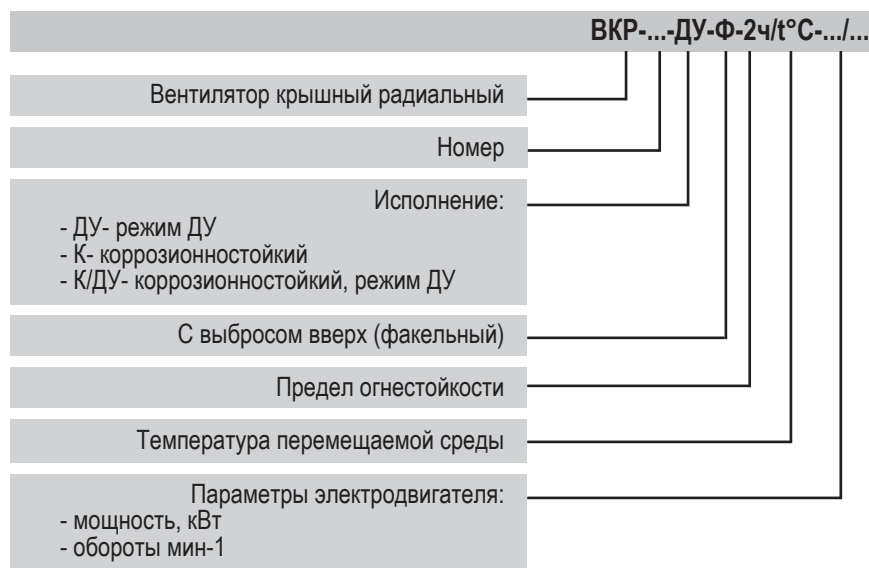 ВКР-...-ДУ-Ф-2ч/t°С-.../...
Вентилятор крышный радиальный
Номер
Исполнение:
- ДУ- режим ДУ
- К- коррозионностойкий
- К/ДУ- коррозионностойкий, режим ДУ
С выбросом вверх (факельный)
Предел огнестойкости
Температура перемещаемой среды
Параметры электродвигателя:
- мощность, кВт
- обороты мин-1